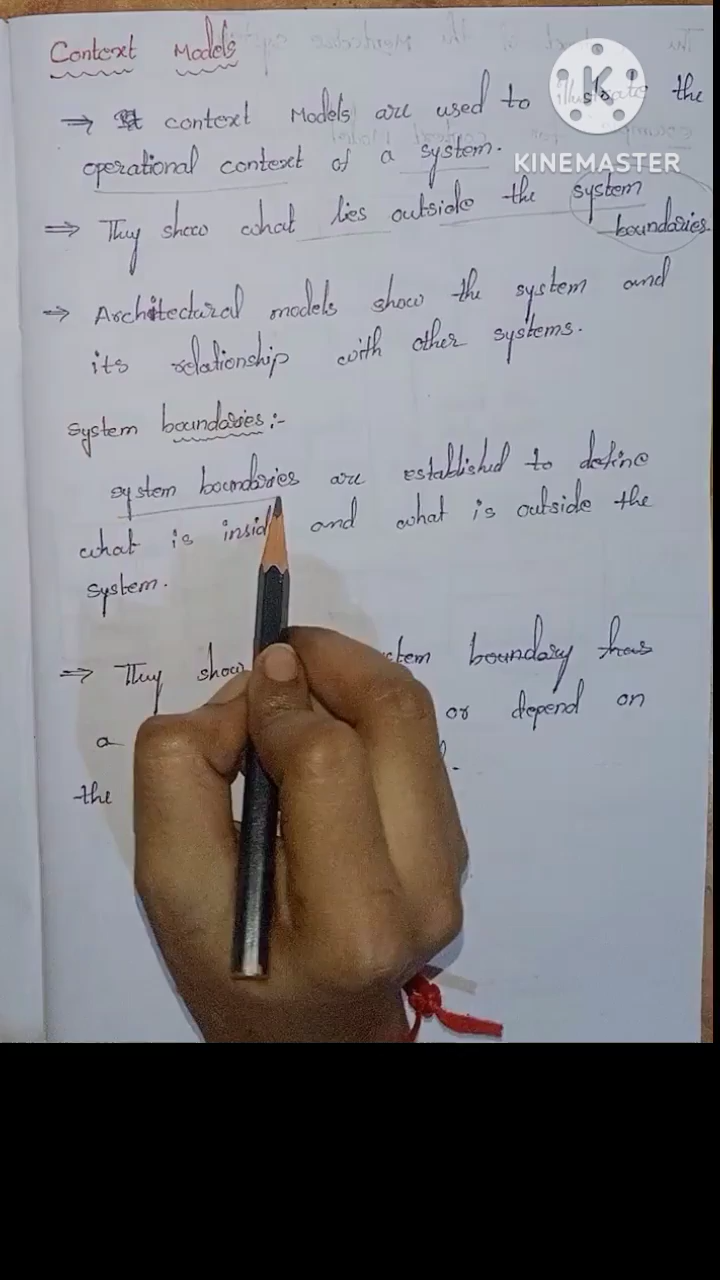 Context Models
⇒ context Models are used to illustrate the
KINEMASTER
operational context of a system.
⇒ They show what lies outside the system
boundaries.
⇒ Architectural models show the system and
its relationship with other systems.
System boundaries :-
system boundaries are established to define
what is insid and what is outside the
system.
⇒ They show boundary has
a or depend on
the